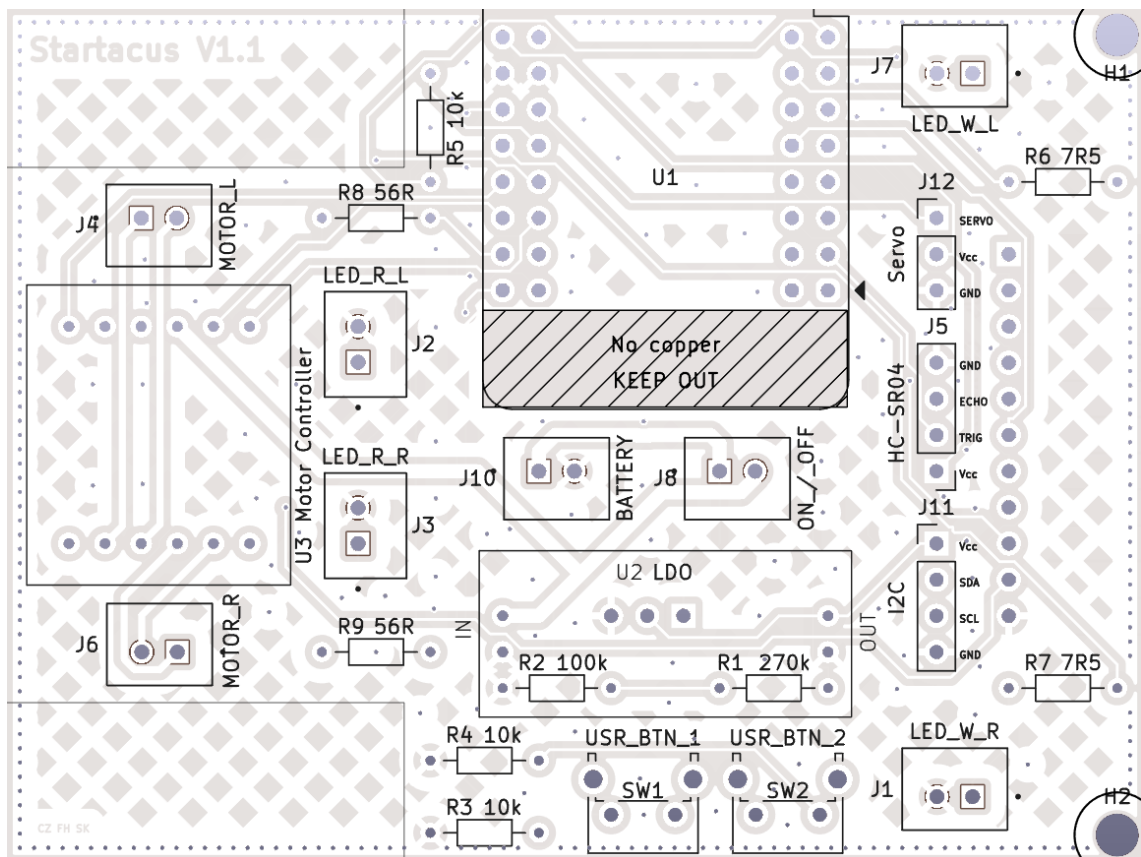 Startacus V1.1
J7
LED_W_L
H1
R5 10k
U1
R6 7R5
J12
SERVO
Servo
Vcc
GND
J4
MOTOR_L
R8 56R
LED_R_L
J2
No copper
KEEP OUT
J5
GND
HC-SR04
ECHO
TRIG
Vcc
U3 Motor Controller
LED_R_R
J3
J10
BATTERY
J8
ON_/_OFF
J11
Vcc
I2C
SDA
SCL
GND
U2 LDO
IN
OUT
J6
MOTOR_R
R9 56R
R2 100k
R1 270k
R7 7R5
R4 10k
USR_BTN_1
USR_BTN_2
LED_W_R
SW1
SW2
J1
H2
R3 10k
CZ FH SK